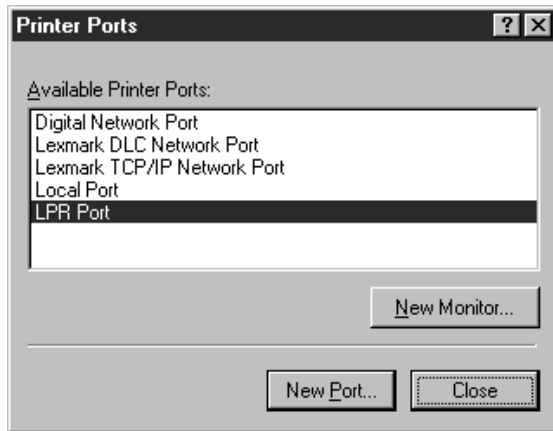 Printer Ports
Available Printer Ports:
Digital Network Port
Lexmark DLC Network Port
Lexmark TCP/IP Network Port
Local Port
LPR Port
New Monitor...
New Port...
Close